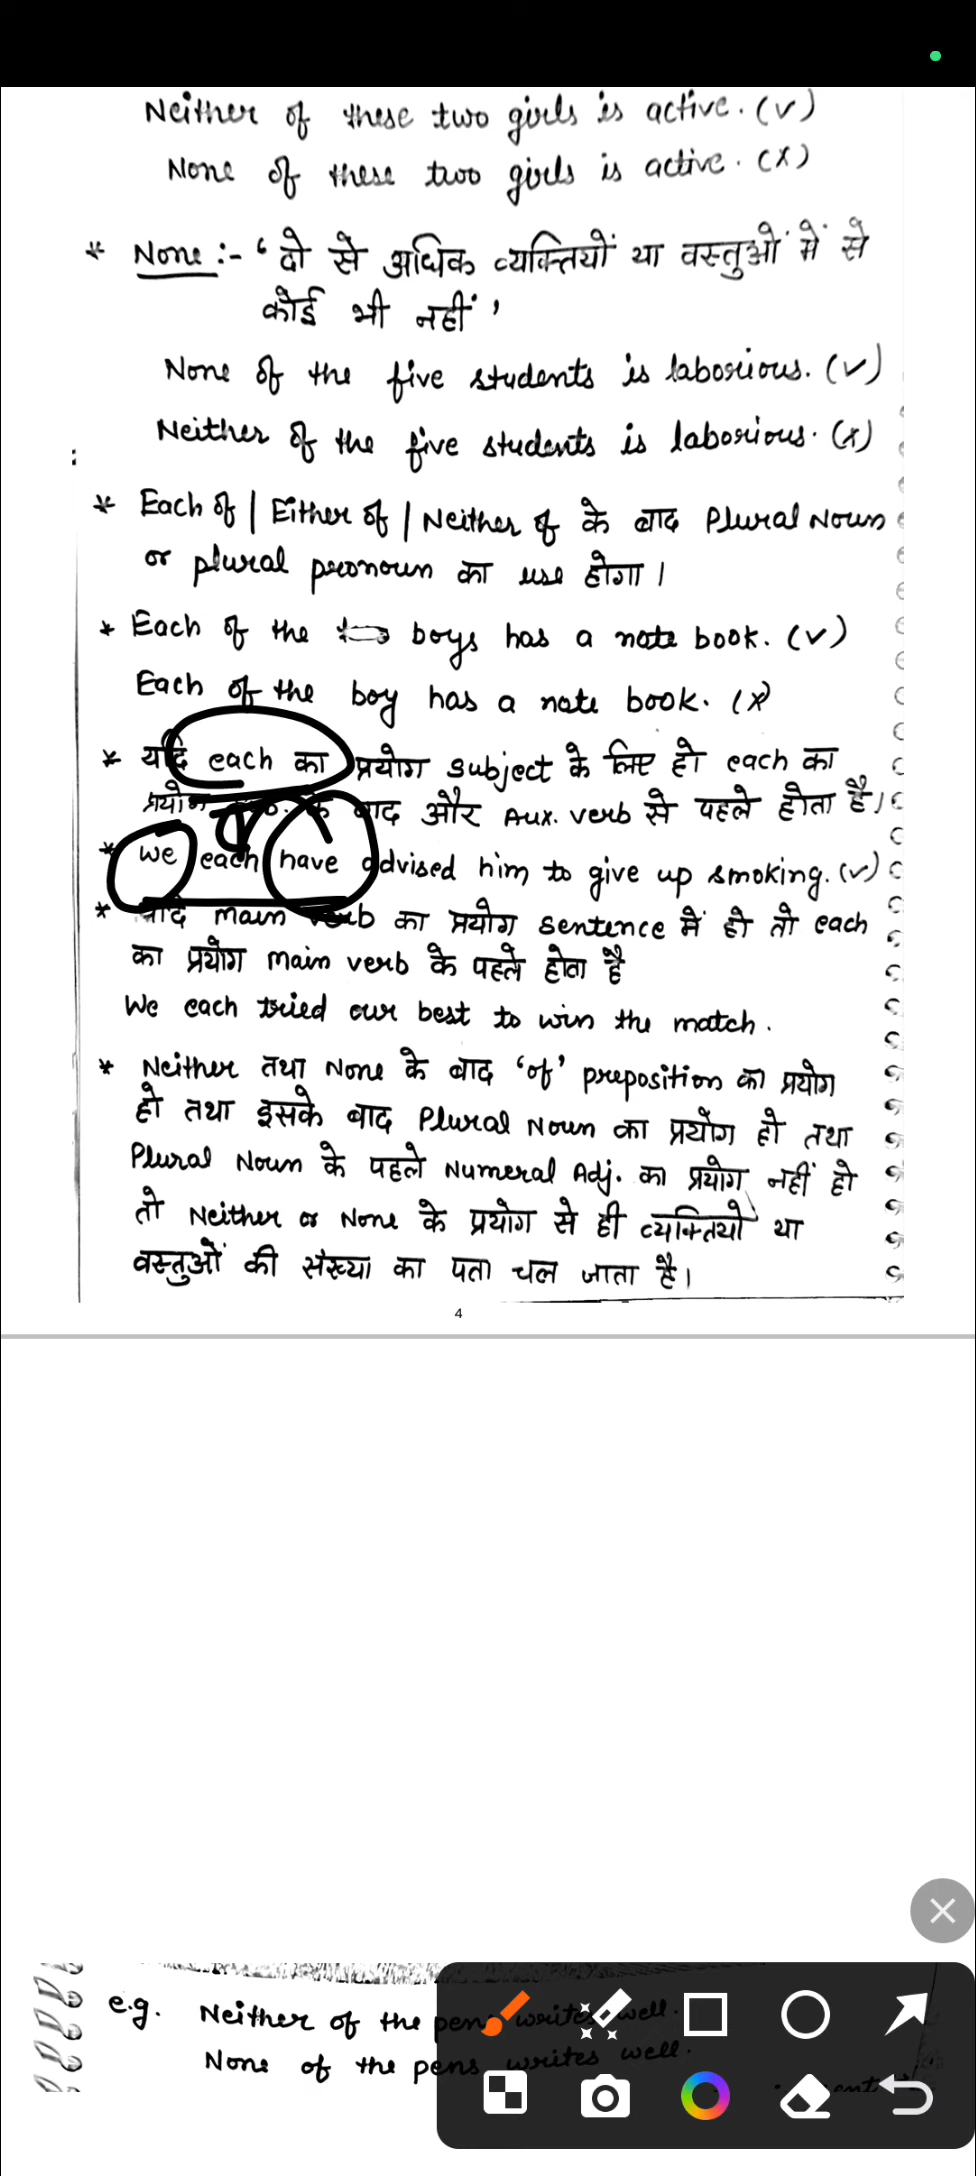 Neither of these two girls is active. (v)
None of these two girls is active. (x)
* None :- ' दो से अधिक व्यक्तियों या वस्तुओं में से
कोई भी नहीं '
None of the five students is laborious. (v)
Neither of the five students is laborious. (x)
* Each of | Either of | Neither of के बाद Plural Noun
or plural pronoun का use होगा ।
* Each of the boys has a note book. (v)
Each of the boy has a note book. (x)
* यदि each का प्रयोग subject के लिए हो each का
प्रयोग के बाद और Aux. verb से पहले होता है।
* We each have advised him to give up smoking. (v)
* यदि main verb का प्रयोग sentence में हो तो each
का प्रयोग main verb के पहले होता है
We each tried our best to win the match.
* Neither तथा None के बाद 'of' preposition का प्रयोग
हो तथा इसके बाद Plural Noun का प्रयोग हो तथा
Plural Noun के पहले Numeral Adj. का प्रयोग नहीं हो
तो Neither or None के प्रयोग से ही व्यक्तियों या
वस्तुओं की संख्या का पता चल जाता है।
4
e.g. Neither of the pens writes well.
None of the pens writes well.